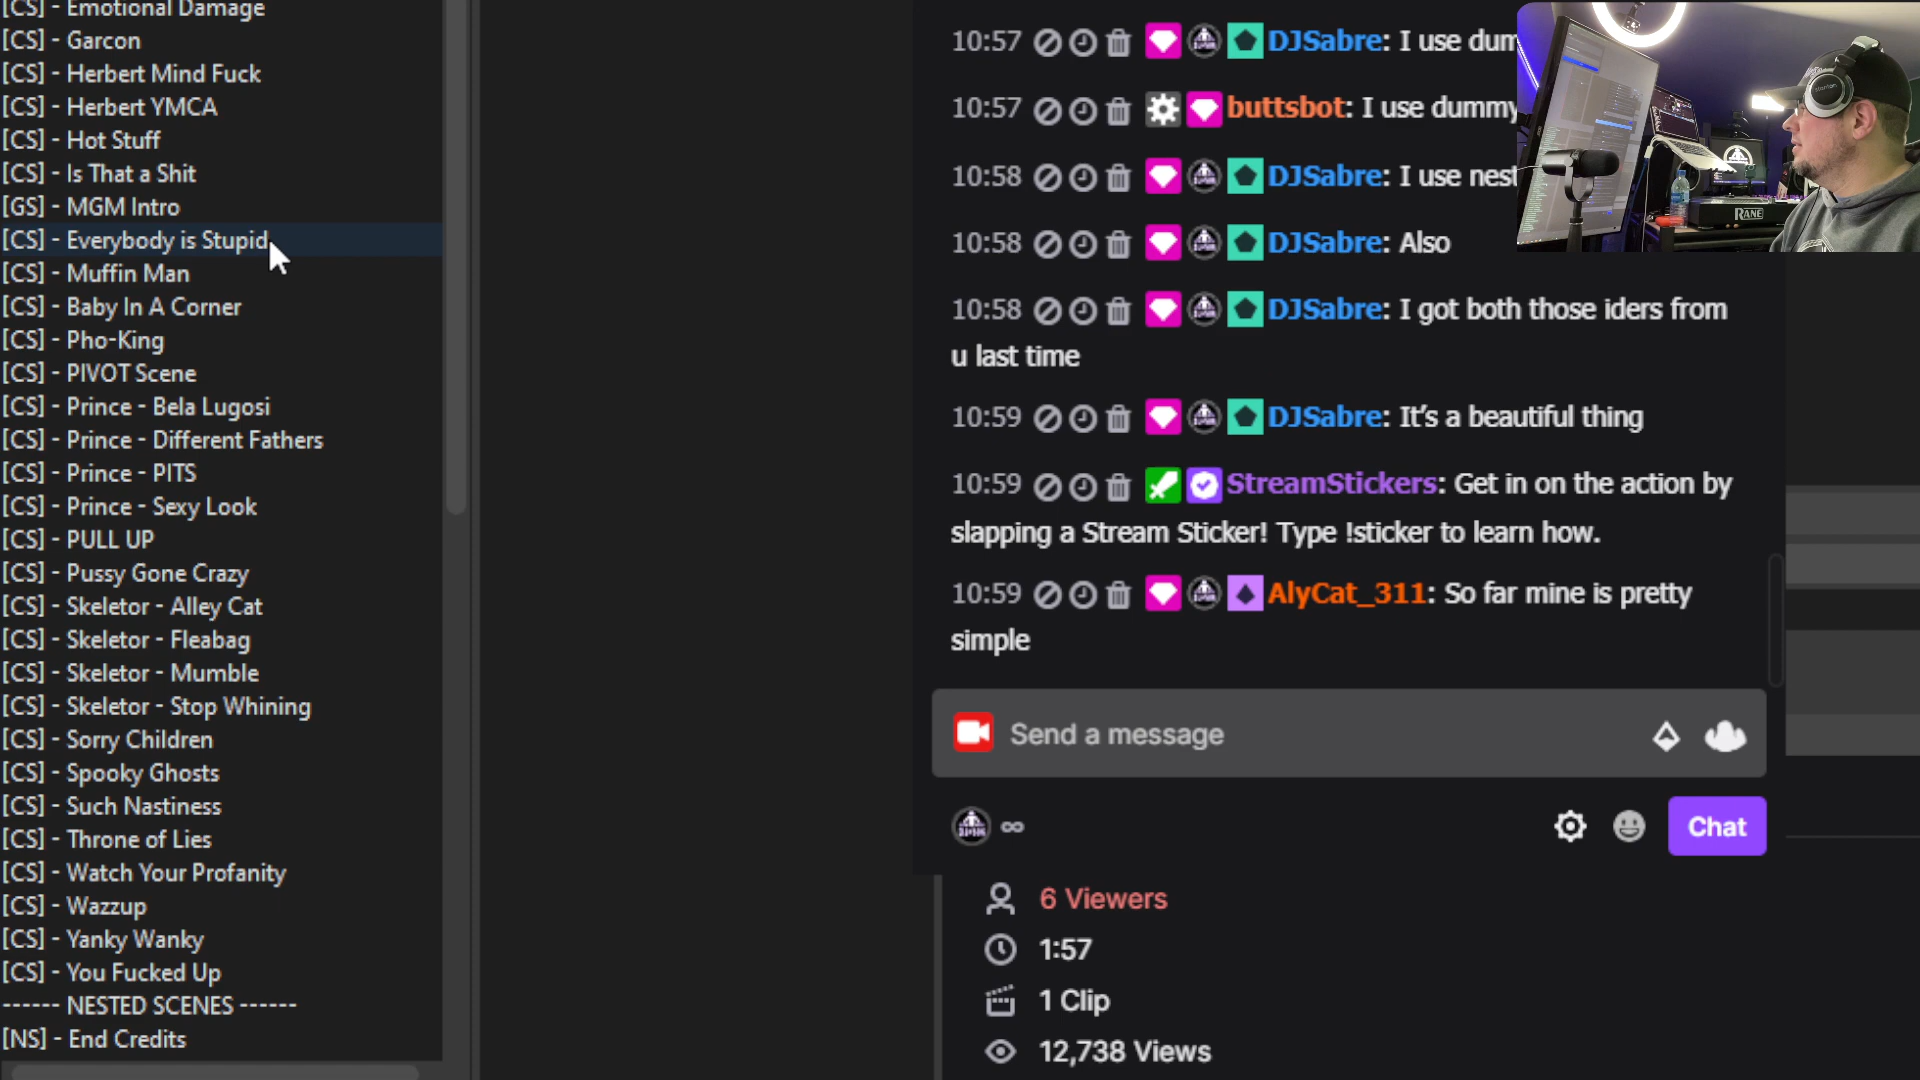 [CS] - Emotional Damage
[CS] - Garcon
[CS] - Herbert Mind Fuck
[CS] - Herbert YMCA
[CS] - Hot Stuff
[CS] - Is That a Shit
[GS] - MGM Intro
[CS] - Everybody is Stupid
[CS] - Muffin Man
[CS] - Baby In A Corner
[CS] - Pho-King
[CS] - PIVOT Scene
[CS] - Prince - Bela Lugosi
[CS] - Prince - Different Fathers
[CS] - Prince - PITS
[CS] - Prince - Sexy Look
[CS] - PULL UP
[CS] - Pussy Gone Crazy
[CS] - Skeletor - Alley Cat
[CS] - Skeletor - Fleabag
[CS] - Skeletor - Mumble
[CS] - Skeletor - Stop Whining
[CS] - Sorry Children
[CS] - Spooky Ghosts
[CS] - Such Nastiness
[CS] - Throne of Lies
[CS] - Watch Your Profanity
[CS] - Wazzup
[CS] - Yanky Wanky
[CS] - You Fucked Up
------ NESTED SCENES ------
[NS] - End Credits
10:57 DJSabre: I use dum
10:57 buttsbot: I use dummy
10:58 DJSabre: I use nest
10:58 DJSabre: Also
10:58 DJSabre: I got both those iders from
u last time
10:59 DJSabre: It's a beautiful thing
10:59 StreamStickers: Get in on the action by
slapping a Stream Sticker! Type !sticker to learn how.
10:59 AlyCat_311: So far mine is pretty
simple
Send a message
∞
Chat
6 Viewers
1:57
1 Clip
12,738 Views
RANE